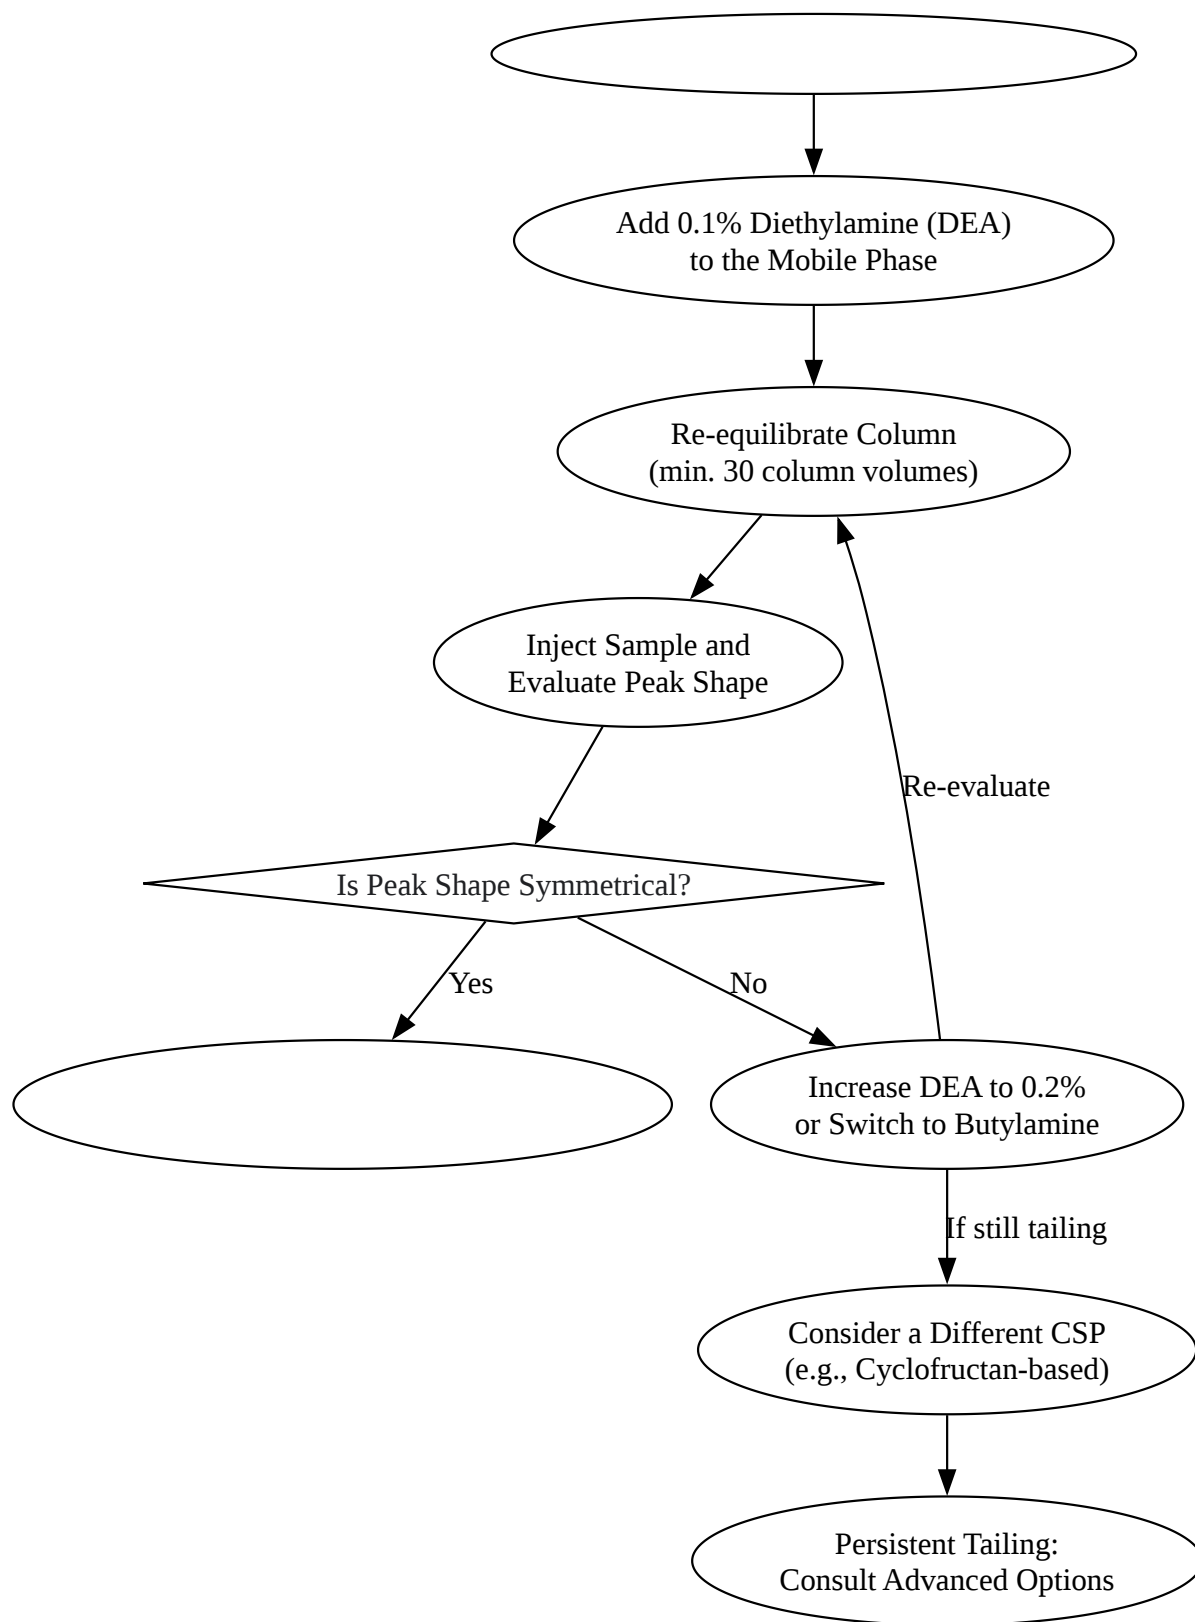 Add 0.1% Diethylamine (DEA)
to the Mobile Phase
Re-equilibrate Column
(min. 30 column volumes)
Inject Sample and
Evaluate Peak Shape
Re-evaluate
Is Peak Shape Symmetrical?
Yes
No
Increase DEA to 0.2%
or Switch to Butylamine
If still tailing
Consider a Different CSP
(e.g., Cyclofructan-based)
Persistent Tailing:
Consult Advanced Options